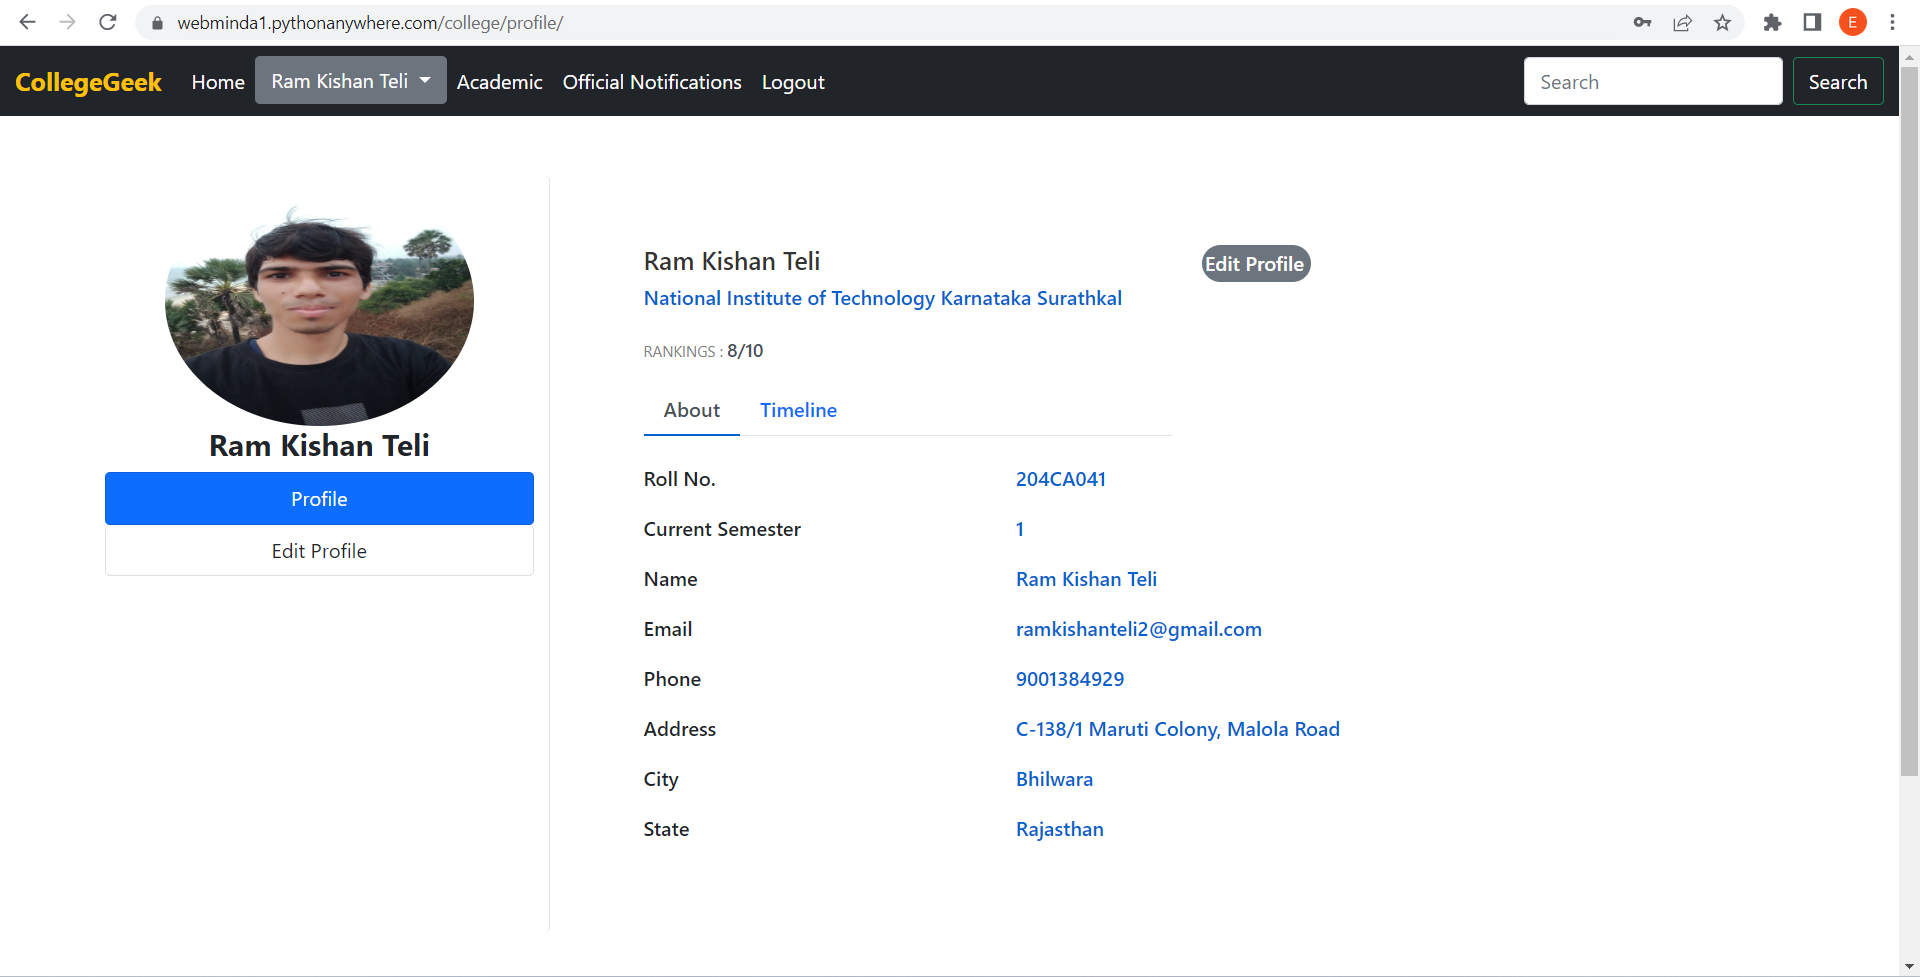 webminda1.pythonanywhere.com/college/profile/
E
CollegeGeek Home Ram Kishan Teli Academic Official Notifications Logout Search Search
Ram Kishan Teli
Profile
Edit Profile
Ram Kishan Teli Edit Profile
National Institute of Technology Karnataka Surathkal
RANKINGS : 8/10
About Timeline
Roll No. 204CA041
Current Semester 1
Name Ram Kishan Teli
Email ramkishanteli2@gmail.com
Phone 9001384929
Address C-138/1 Maruti Colony, Malola Road
City Bhilwara
State Rajasthan